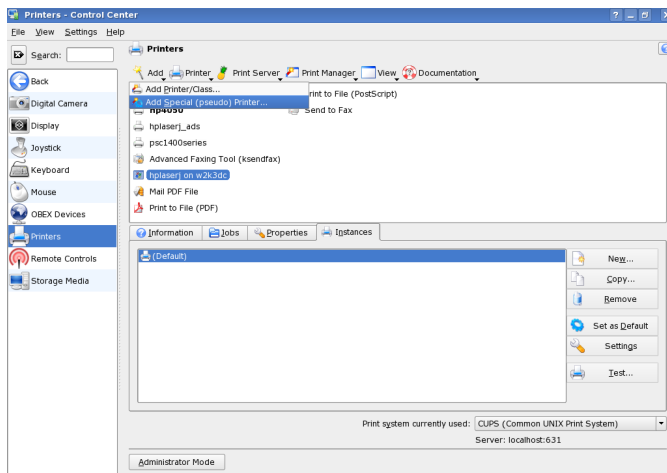 Printers - Control Center
File View Settings Help
Search:
Printers
Add Printer Print Server Print Manager View Documentation
Add Printer/Class...
Add Special (pseudo) Printer...
rint to File (PostScript)
hp4050
Send to Fax
hplaserj_ads
psc1400series
Advanced Faxing Tool (ksendfax)
hplaserj on w2k3dc
Mail PDF File
Print to File (PDF)
Back
Digital Camera
Display
Joystick
Keyboard
Mouse
OBEX Devices
Printers
Remote Controls
Storage Media
Information Jobs Properties Instances
(Default)
New...
Copy...
Remove
Set as Default
Settings
Test...
Print system currently used: CUPS (Common UNIX Print System)
Server: localhost:631
Administrator Mode